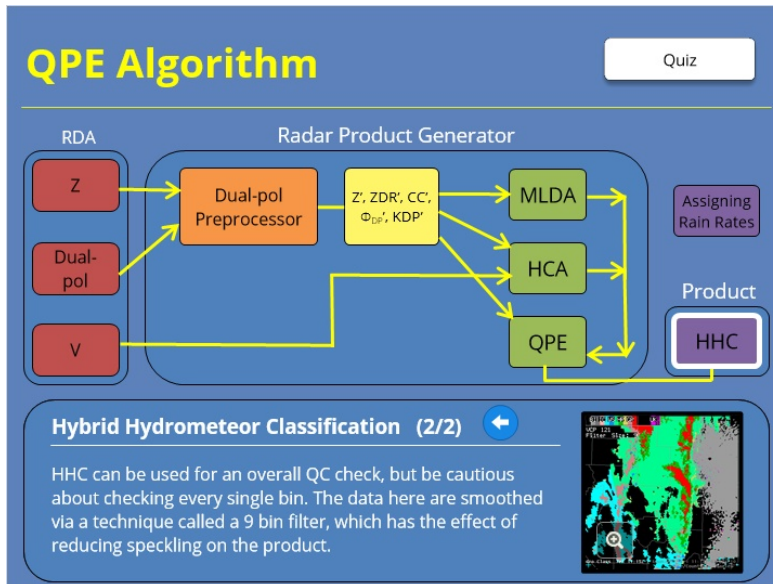 QPE Algorithm
Quiz
RDA
Radar Product Generator
Z
Dual-pol
Preprocessor
Z’, ZDR’, CC’,
ΦDP’, KDP’
MLDA
Assigning
Rain Rates
Dual-
pol
HCA
Product
V
QPE
HHC
Hybrid Hydrometeor Classification (2/2)
HHC can be used for an overall QC check, but be cautious
about checking every single bin. The data here are smoothed
via a technique called a 9 bin filter, which has the effect of
reducing speckling on the product.
VCP 121